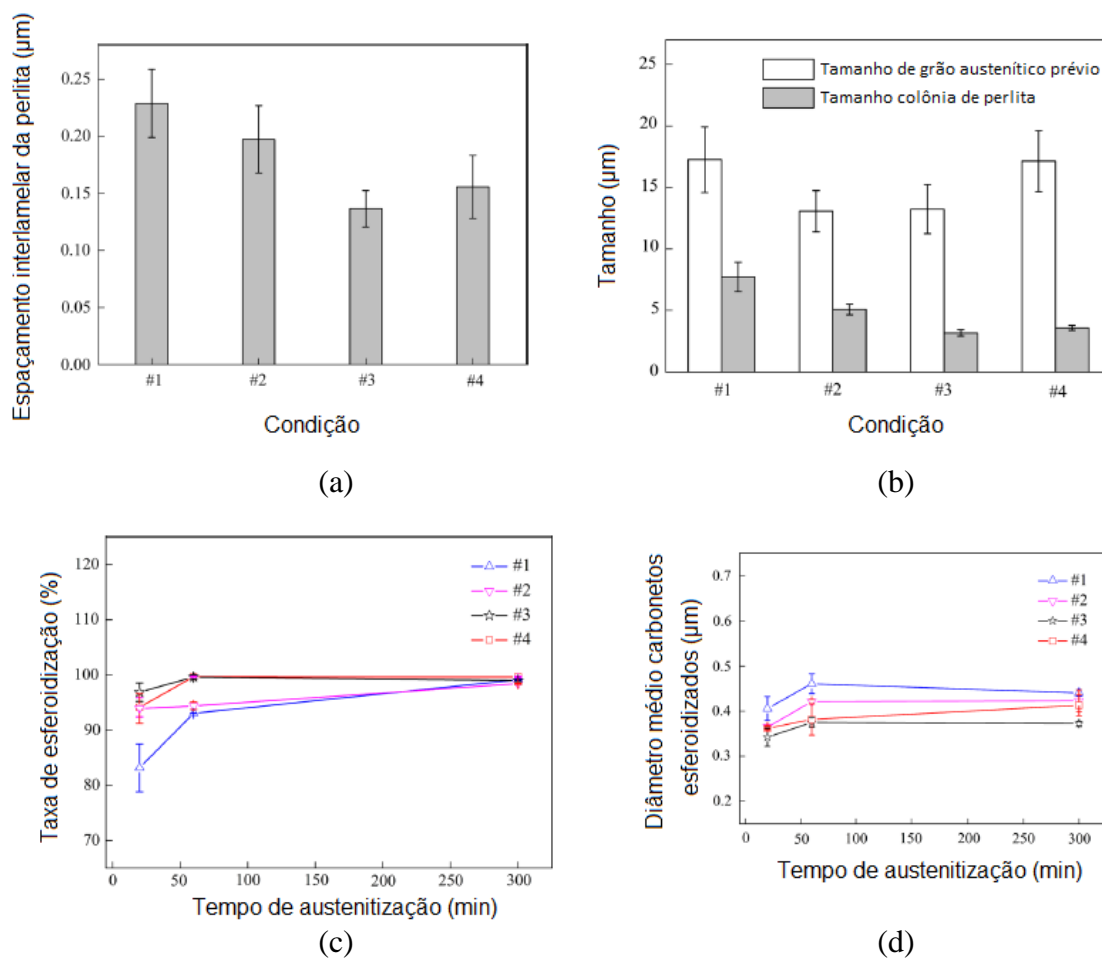 Espaçamento interlamelar da perlita (µm)
0.25
0.20
0.15
0.10
0.05
0.00
#1 #2 #3 #4
Condição
(a)
Tamanho (µm)
25
20
15
10
5
0
Tamanho de grão austenítico prévio
Tamanho colônia de perlita
#1 #2 #3 #4
Condição
(b)
Taxa de esferoidização (%)
120
110
100
90
80
70
#1
#2
#3
#4
0 50 100 150 200 250 300
Tempo de austenitização (min)
(c)
Diâmetro médio carbonetos
esferoidizados (µm)
0.7
0.6
0.5
0.4
0.3
0.2
#1
#2
#3
#4
0 50 100 150 200 250 300
Tempo de austenitização (min)
(d)